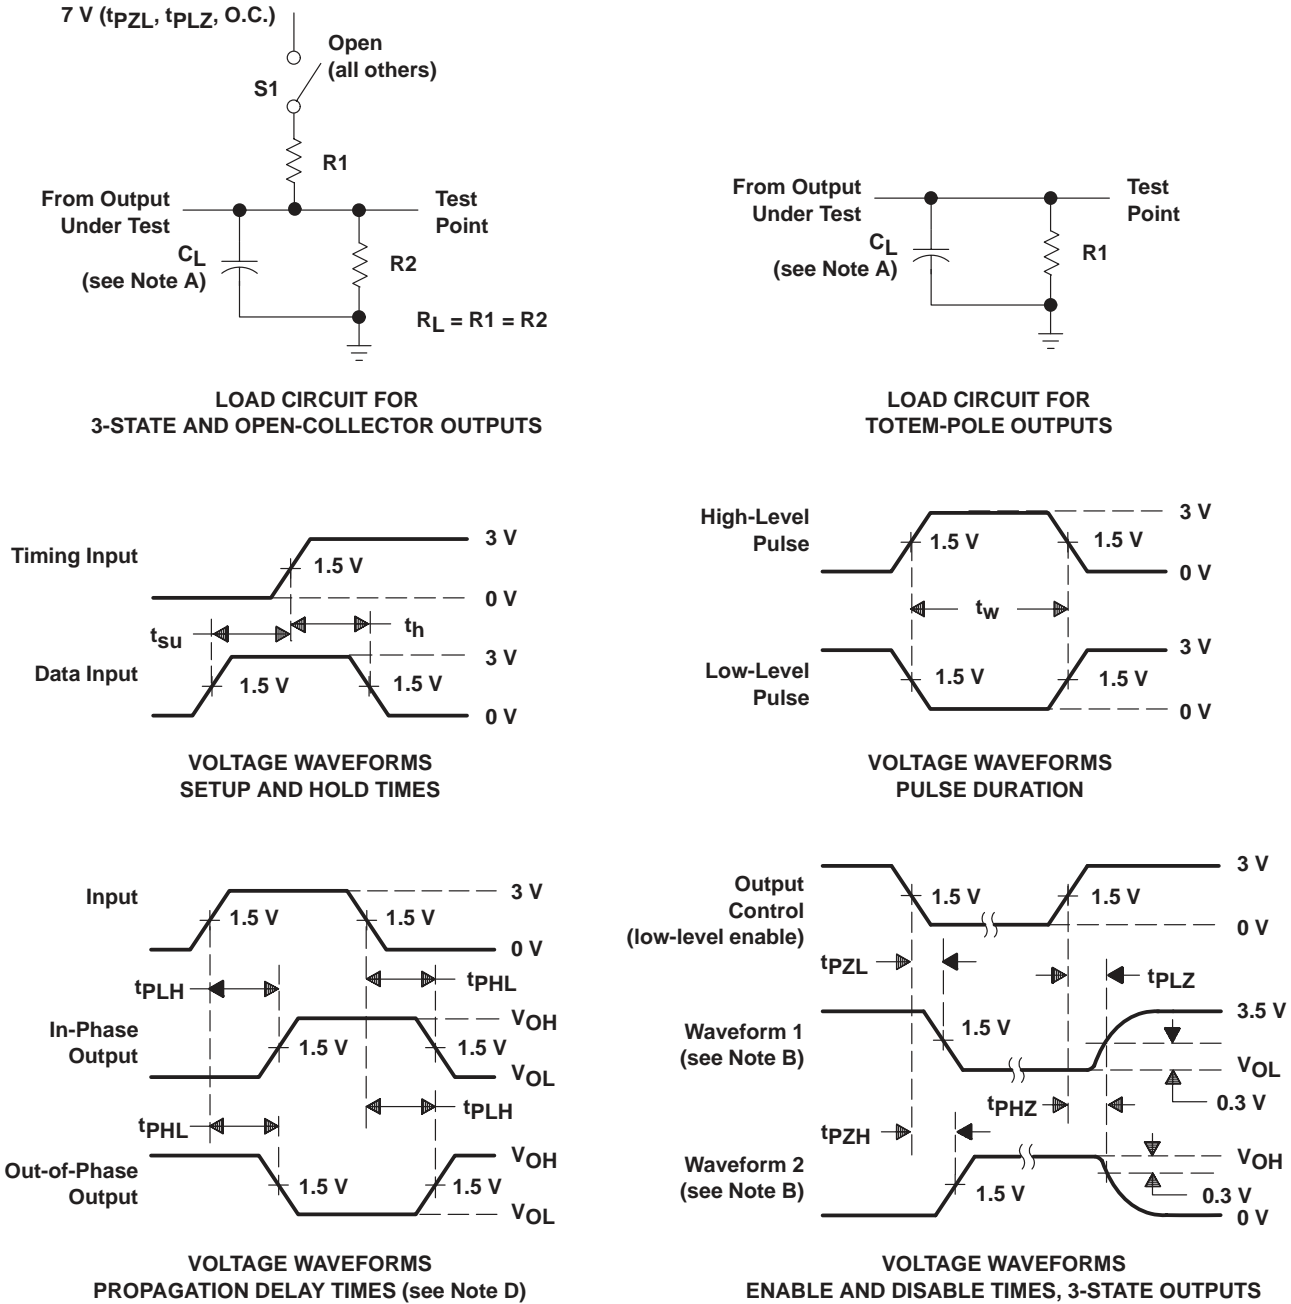 7 V (tPZL, tPLZ, O.C.)
Open
(all others)
S1
R1
From Output
Under Test
Test
Point
CL
(see Note A)
R2
RL = R1 = R2
LOAD CIRCUIT FOR
3-STATE AND OPEN-COLLECTOR OUTPUTS
From Output
Under Test
Test
Point
CL
(see Note A)
R1
LOAD CIRCUIT FOR
TOTEM-POLE OUTPUTS
Timing Input
3 V
1.5 V
0 V
tsu
th
Data Input
3 V
1.5 V
1.5 V
0 V
VOLTAGE WAVEFORMS
SETUP AND HOLD TIMES
High-Level
Pulse
3 V
1.5 V
1.5 V
0 V
tw
Low-Level
Pulse
3 V
1.5 V
1.5 V
0 V
VOLTAGE WAVEFORMS
PULSE DURATION
Input
3 V
1.5 V
1.5 V
0 V
tPLH
tPHL
In-Phase
Output
VOH
1.5 V
1.5 V
VOL
tPHL
tPLH
Out-of-Phase
Output
VOH
1.5 V
1.5 V
VOL
VOLTAGE WAVEFORMS
PROPAGATION DELAY TIMES (see Note D)
Output
Control
(low-level enable)
3 V
1.5 V
1.5 V
0 V
tPZL
tPLZ
Waveform 1
(see Note B)
3.5 V
1.5 V
VOL
0.3 V
tPHZ
tPZH
Waveform 2
(see Note B)
VOH
1.5 V
0.3 V
0 V
VOLTAGE WAVEFORMS
ENABLE AND DISABLE TIMES, 3-STATE OUTPUTS